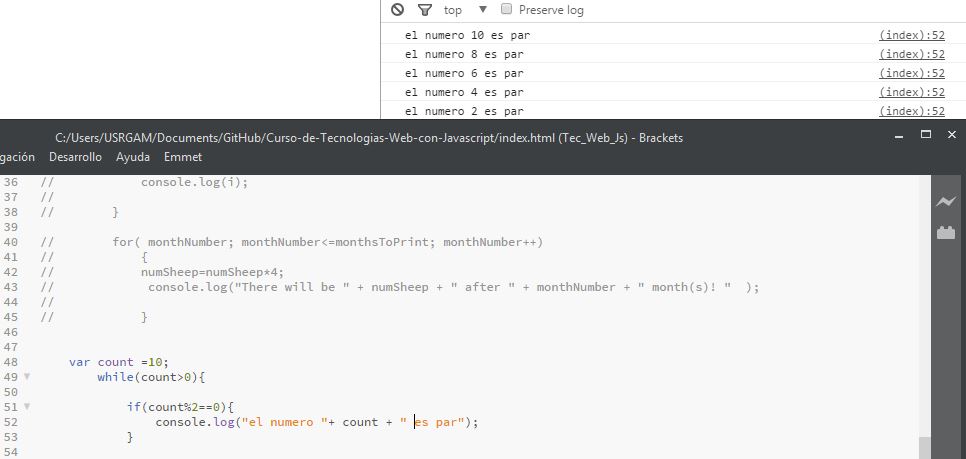 top ▼ Preserve log
el numero 10 es par (index):52
el numero 8 es par (index):52
el numero 6 es par (index):52
el numero 4 es par (index):52
el numero 2 es par (index):52
C:/Users/USRGAM/Documents/GitHub/Curso-de-Tecnologias-Web-con-Javascript/index.html (Tec_Web_Js) - Brackets
gación Desarrollo Ayuda Emmet
36 // console.log(i);
37 //
38 // }
39
40 // for( monthNumber; monthNumber<=monthsToPrint; monthNumber++)
41 // {
42 // numSheep=numSheep*4;
43 // console.log("There will be " + numSheep + " after " + monthNumber + " month(s)! " );
44 //
45 // }
46
47
48 var count =10;
49 while(count>0){
50
51 if(count%2==0){
52 console.log("el numero "+ count + " es par");
53 }
54